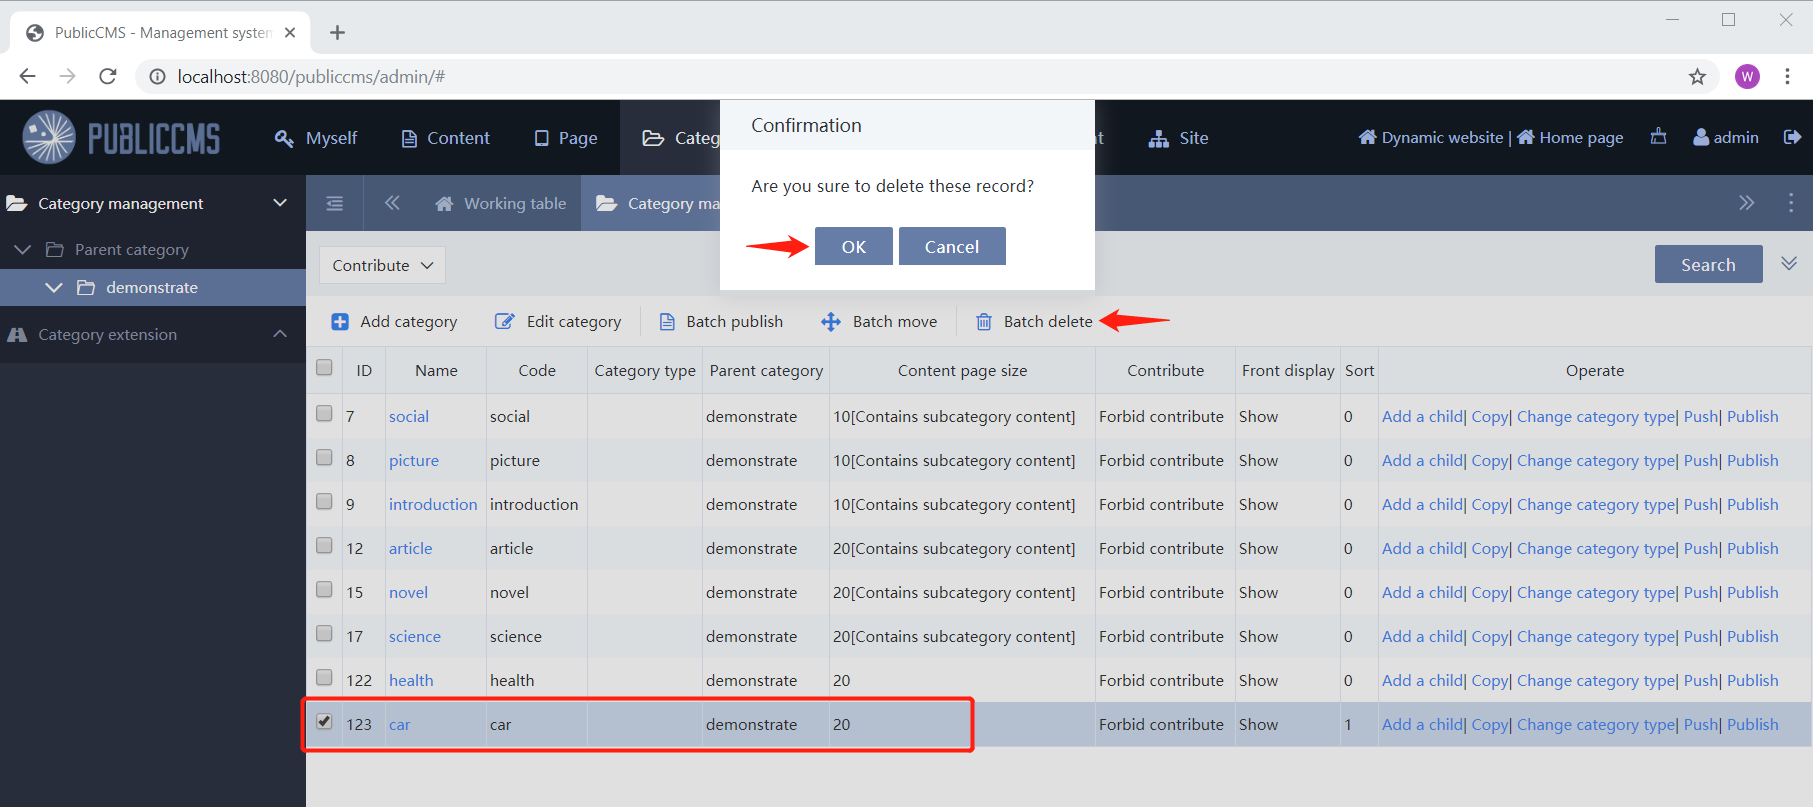 PublicCMS - Management system
localhost:8080/publiccms/admin/#
W
PUBLICCMS
Myself
Content
Page
Categ
t
Site
Dynamic website | Home page
admin
Confirmation
Are you sure to delete these record?
OK
Cancel
Category management
Parent category
demonstrate
Category extension
Working table
Category ma
Contribute
Search
Add category
Edit category
Batch publish
Batch move
Batch delete
ID Name Code Category type Parent category Content page size Contribute Front display Sort Operate
7 social social demonstrate 10[Contains subcategory content] Forbid contribute Show 0 Add a child| Copy| Change category type| Push| Publish
8 picture picture demonstrate 10[Contains subcategory content] Forbid contribute Show 0 Add a child| Copy| Change category type| Push| Publish
9 introduction introduction demonstrate 10[Contains subcategory content] Forbid contribute Show 0 Add a child| Copy| Change category type| Push| Publish
12 article article demonstrate 20[Contains subcategory content] Forbid contribute Show 0 Add a child| Copy| Change category type| Push| Publish
15 novel novel demonstrate 20[Contains subcategory content] Forbid contribute Show 0 Add a child| Copy| Change category type| Push| Publish
17 science science demonstrate 20[Contains subcategory content] Forbid contribute Show 0 Add a child| Copy| Change category type| Push| Publish
122 health health demonstrate 20 Forbid contribute Show 0 Add a child| Copy| Change category type| Push| Publish
123 car car demonstrate 20 Forbid contribute Show 1 Add a child| Copy| Change category type| Push| Publish